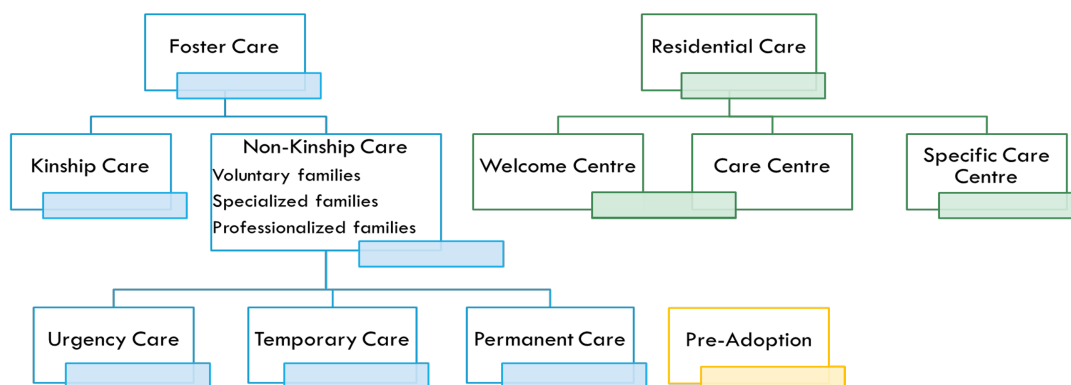 Foster Care
Residential Care
Kinship Care
Non-Kinship Care
Voluntary families
Specialized families
Professionalized families
Welcome Centre
Care Centre
Specific Care
Centre
Urgency Care
Temporary Care
Permanent Care
Pre-Adoption